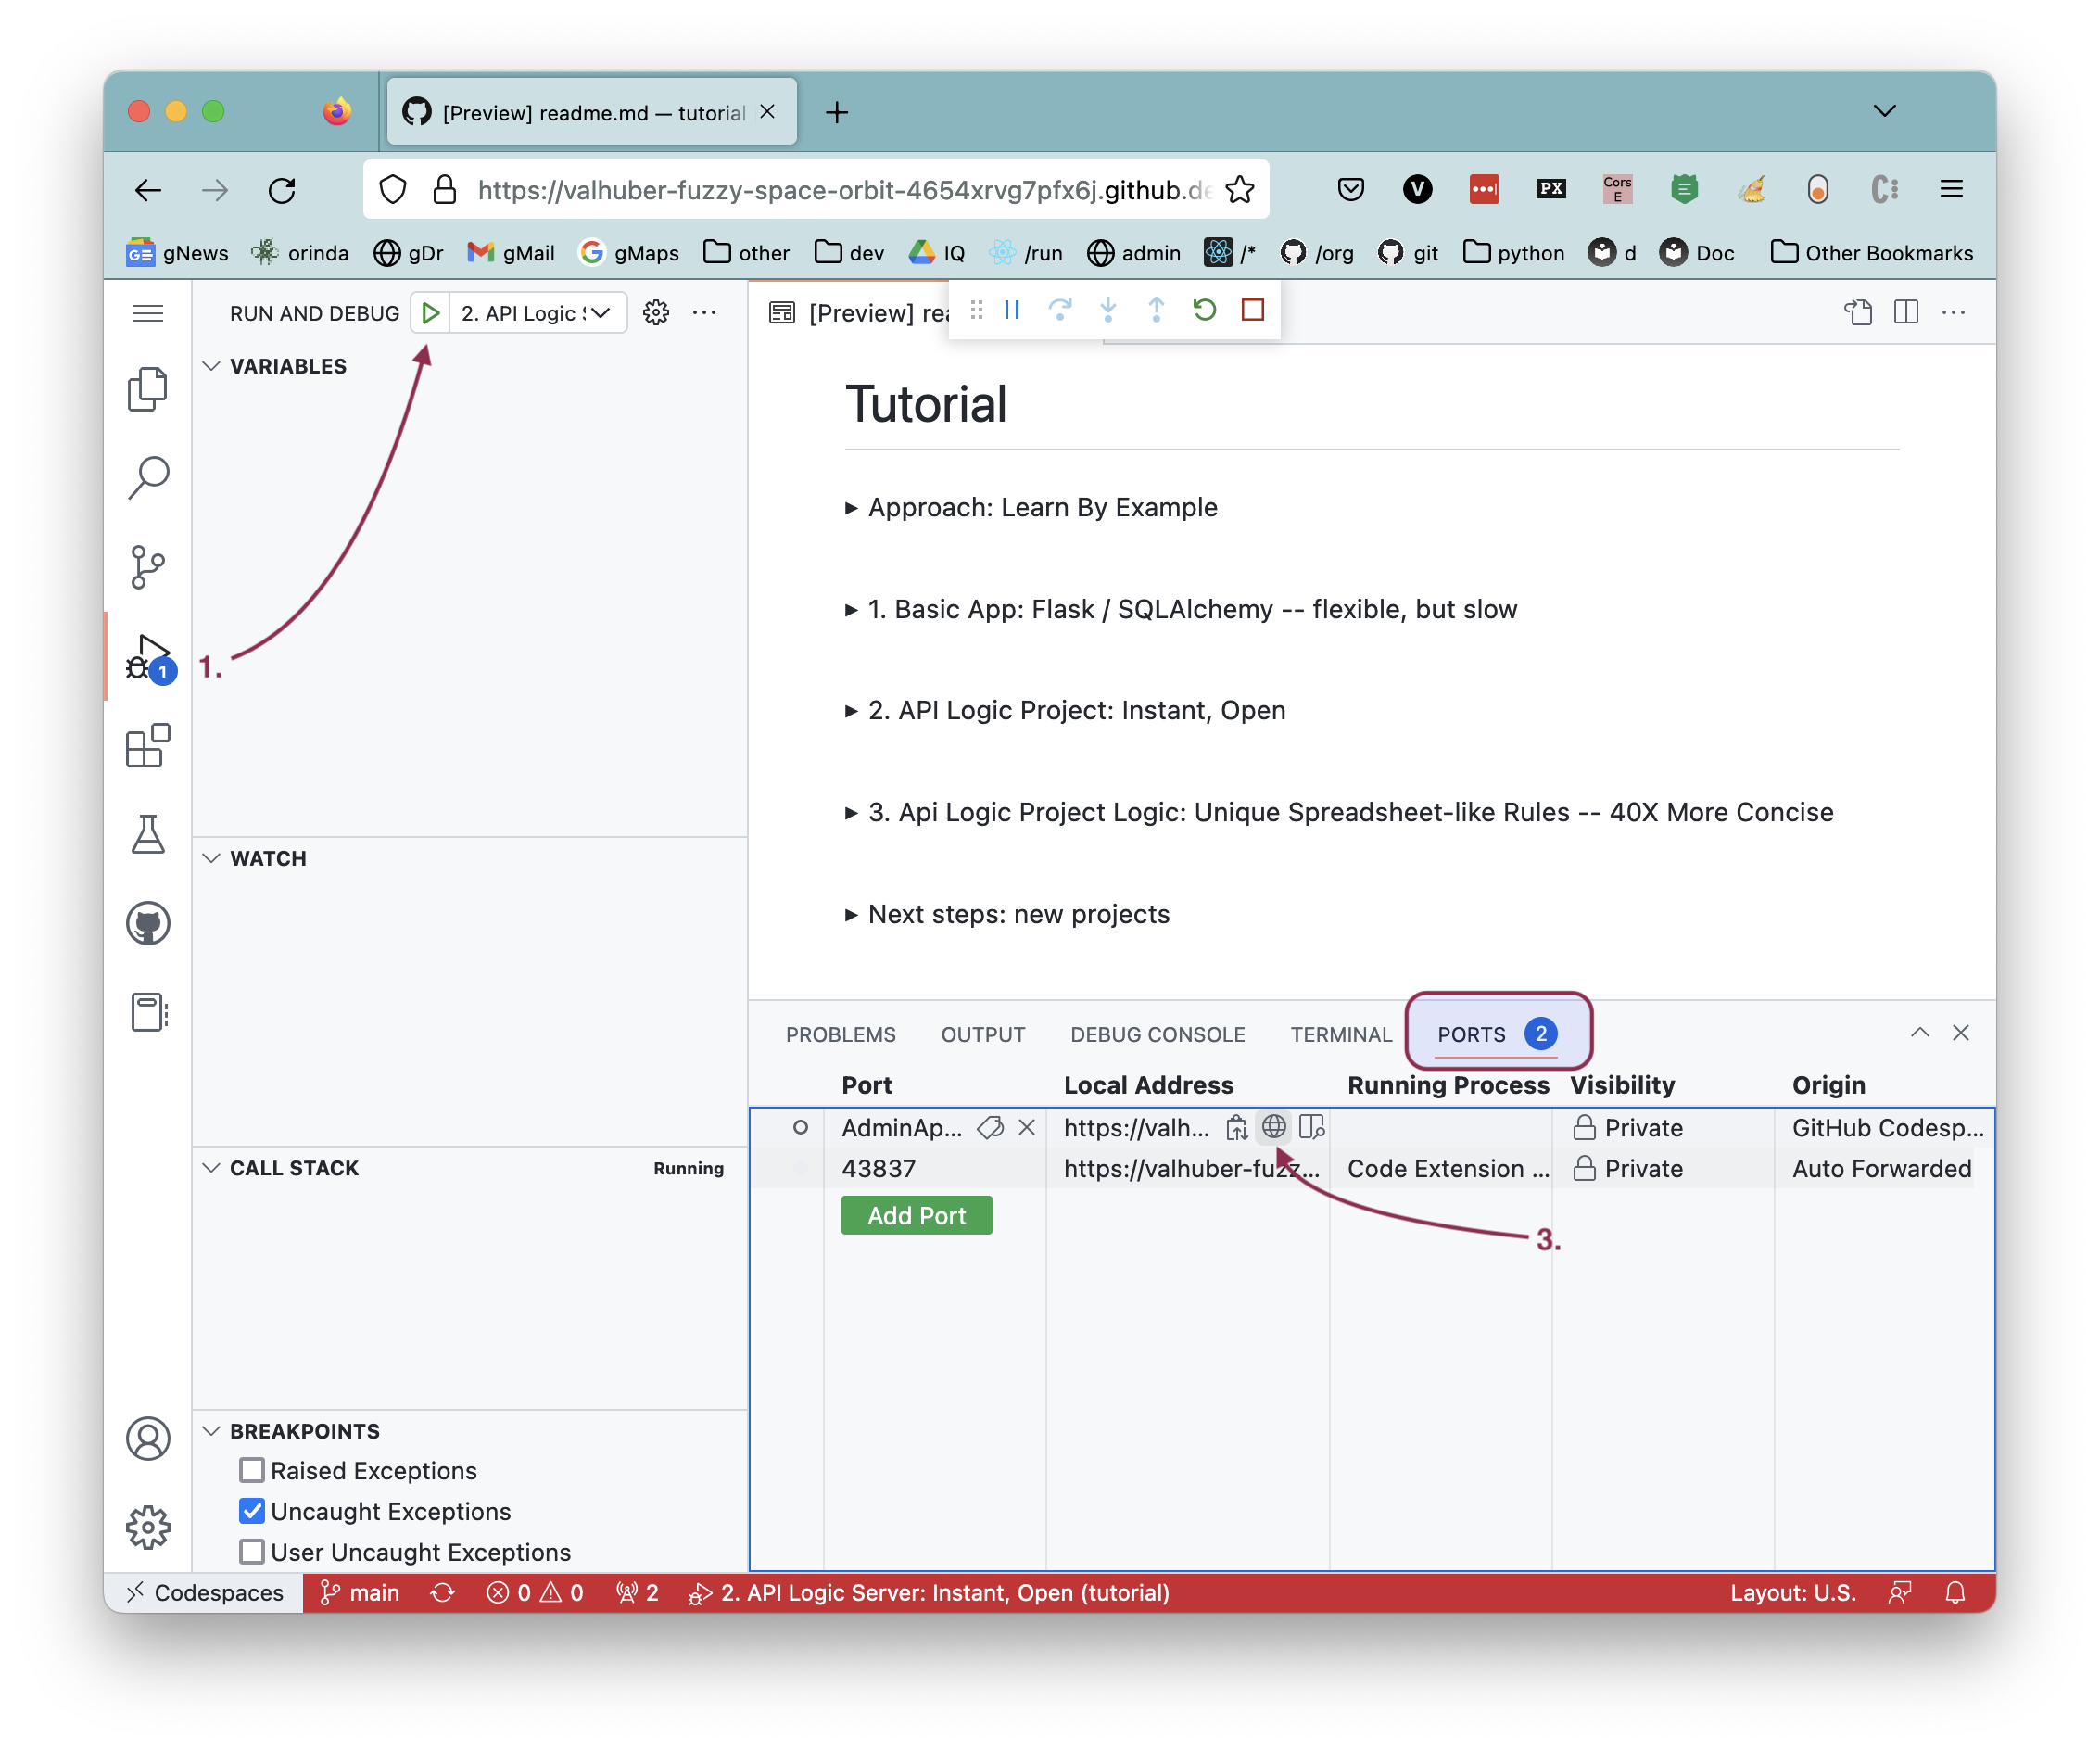 [Preview] readme.md — tutorial
https://valhuber-fuzzy-space-orbit-4654xrvg7pfx6j.github.de
V
PX
Cors
E
gNews
orinda
gDr
gMail
gMaps
other
dev
IQ
/run
admin
/*
/org
git
python
d
Doc
Other Bookmarks
RUN AND DEBUG
2. API Logic
[Preview] rea
VARIABLES
Tutorial
Approach: Learn By Example
1. Basic App: Flask / SQLAlchemy -- flexible, but slow
1
1.
2. API Logic Project: Instant, Open
3. Api Logic Project Logic: Unique Spreadsheet-like Rules -- 40X More Concise
WATCH
Next steps: new projects
PROBLEMS
OUTPUT
DEBUG CONSOLE
TERMINAL
PORTS
2
Port
Local Address
Running Process
Visibility
Origin
AdminAp...
https://valh...
Private
GitHub Codesp...
43837
https://valhuber-fuzz...
Code Extension ...
Private
Auto Forwarded
Add Port
3.
CALL STACK
Running
BREAKPOINTS
Raised Exceptions
Uncaught Exceptions
User Uncaught Exceptions
Codespaces
main
0
0
2
2. API Logic Server: Instant, Open (tutorial)
Layout: U.S.